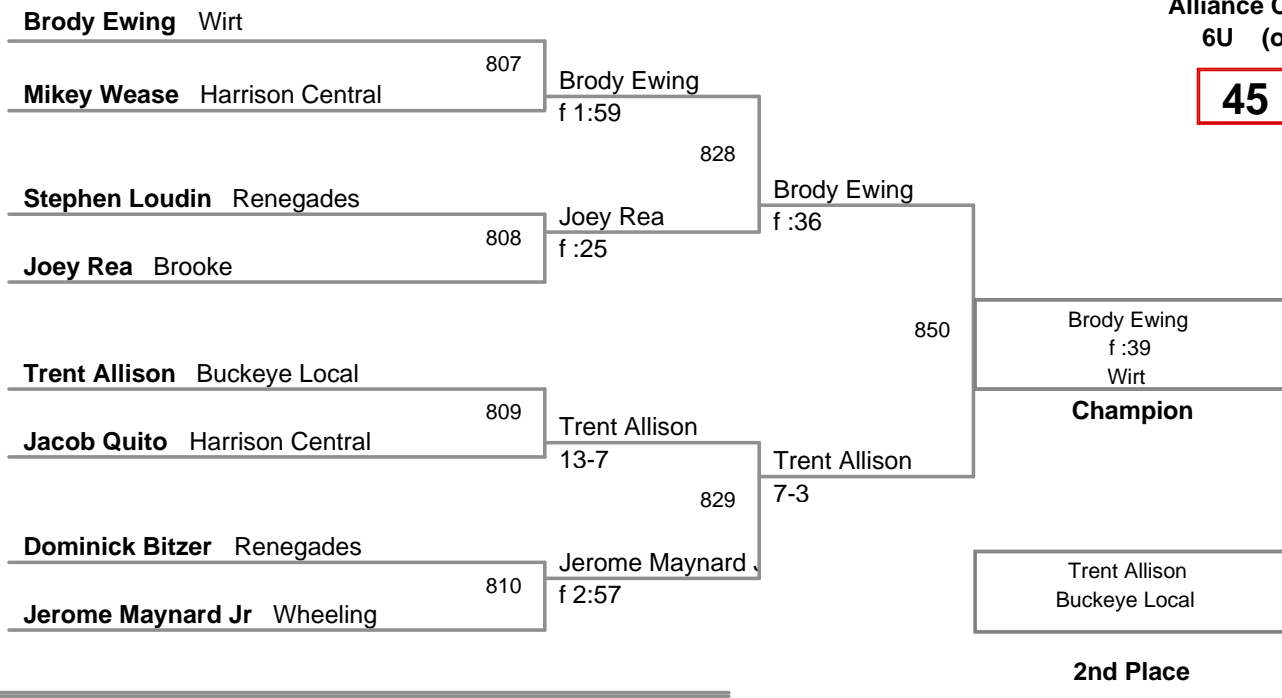 Brody Ewing Wirt
807
Mikey Wease Harrison Central
Brody Ewing
f 1:59
828
Stephen Loudin Renegades
808
Joey Rea Brooke
Joey Rea
f :25
Brody Ewing
f :36
Trent Allison Buckeye Local
809
Jacob Quito Harrison Central
Trent Allison
13-7
829
Dominick Bitzer Renegades
810
Jerome Maynard Jr Wheeling
Jerome Maynard
f 2:57
Trent Allison
7-3
850
Alliance
6U
45
Brody Ewing
f :39
Wirt
Champion
Trent Allison
Buckeye Local
2nd Place